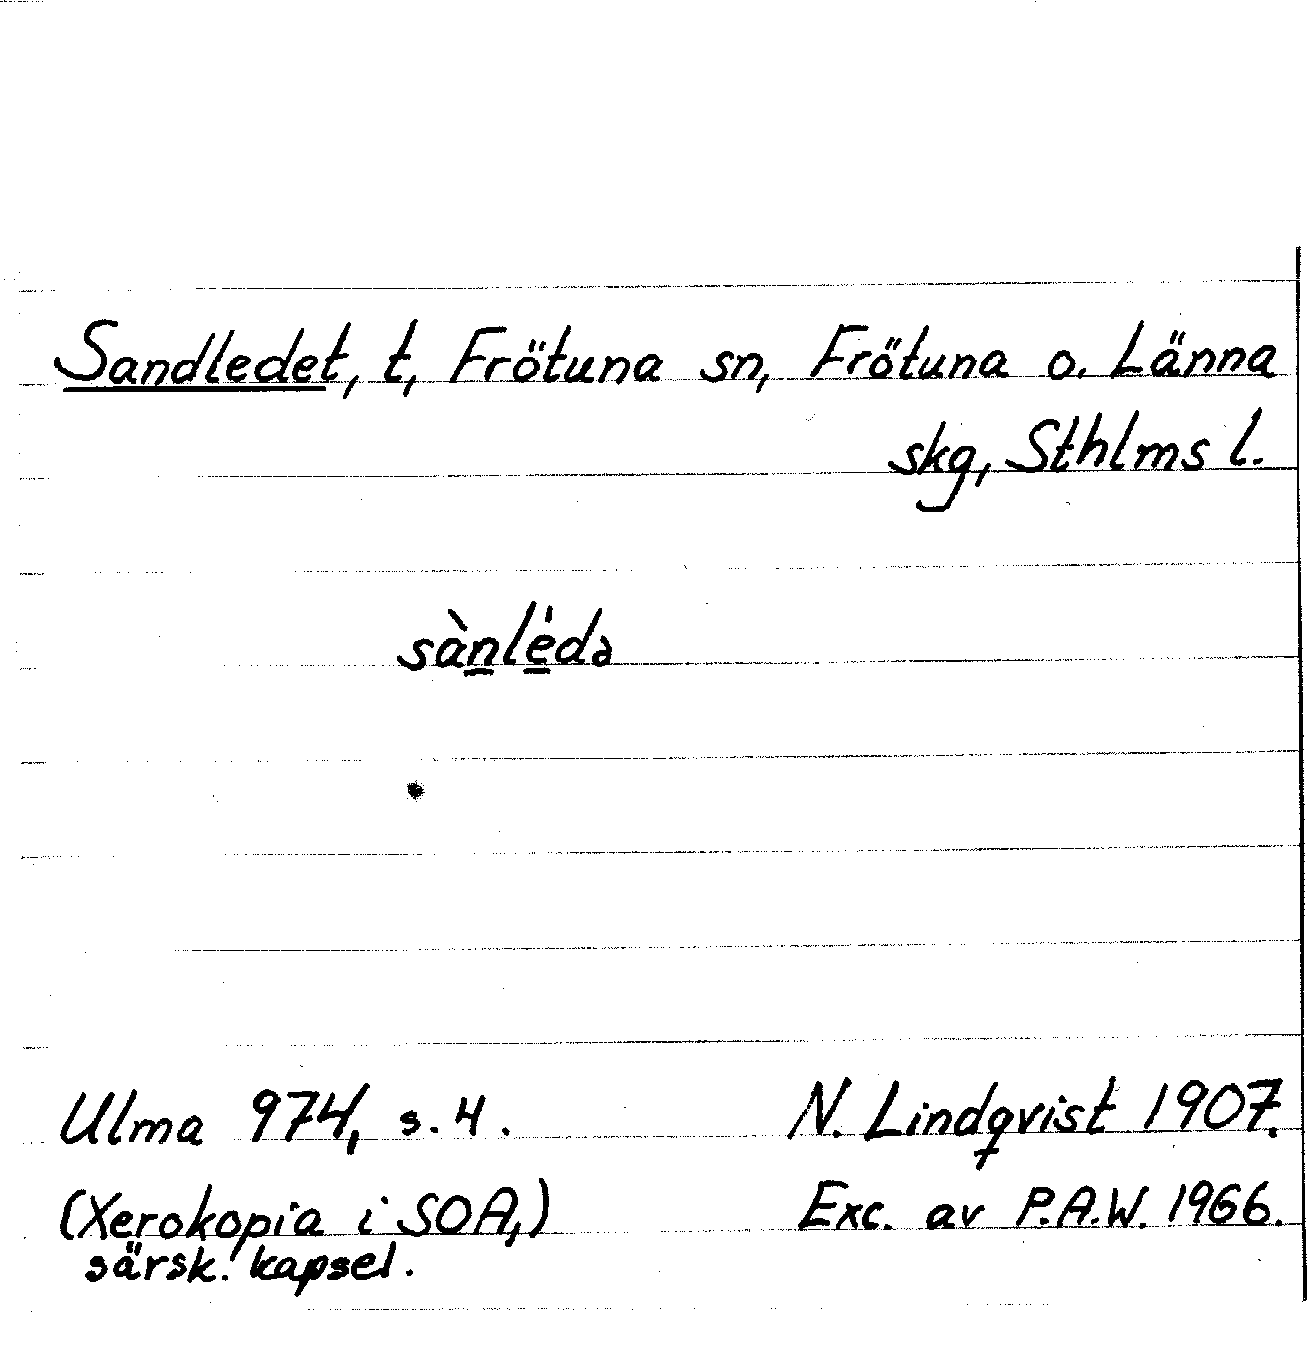 Sandledet, t, Frötuna sn, Frötuna o. Länna
skg, Sthlms l.
sàn̲lé̲də
Ulma 974, s. 4.
N. Lindqvist 1907.
(Xerokopia i SOA,)
Exc. av P.A.W. 1966.
särsk. kapsel.